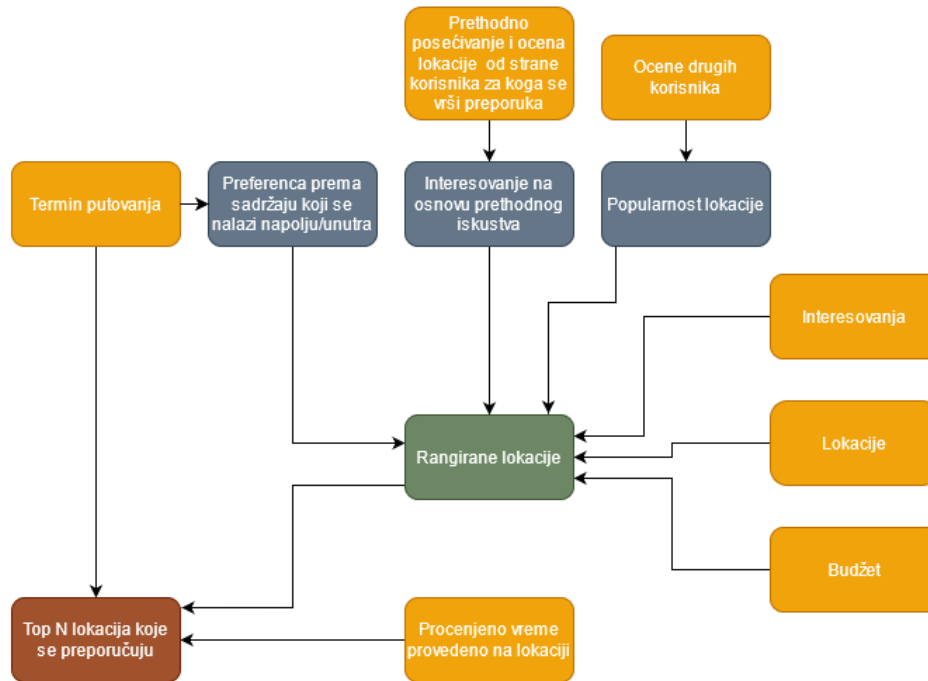 Prethodno
posećivanje i ocena
lokacije od strane
korisnika za koga se
vrši preporuka
Ocene drugih
korisnika
Termin putovanja
Preferenca prema
sadržaju koji se
nalazi napolju/unutra
Interesovanje na
osnovu prethodnog
iskustva
Popularnost lokacije
Interesovanja
Rangirane lokacije
Lokacije
Budžet
Top N lokacija koje
se preporučuju
Procenjeno vreme
provedeno na lokaciji